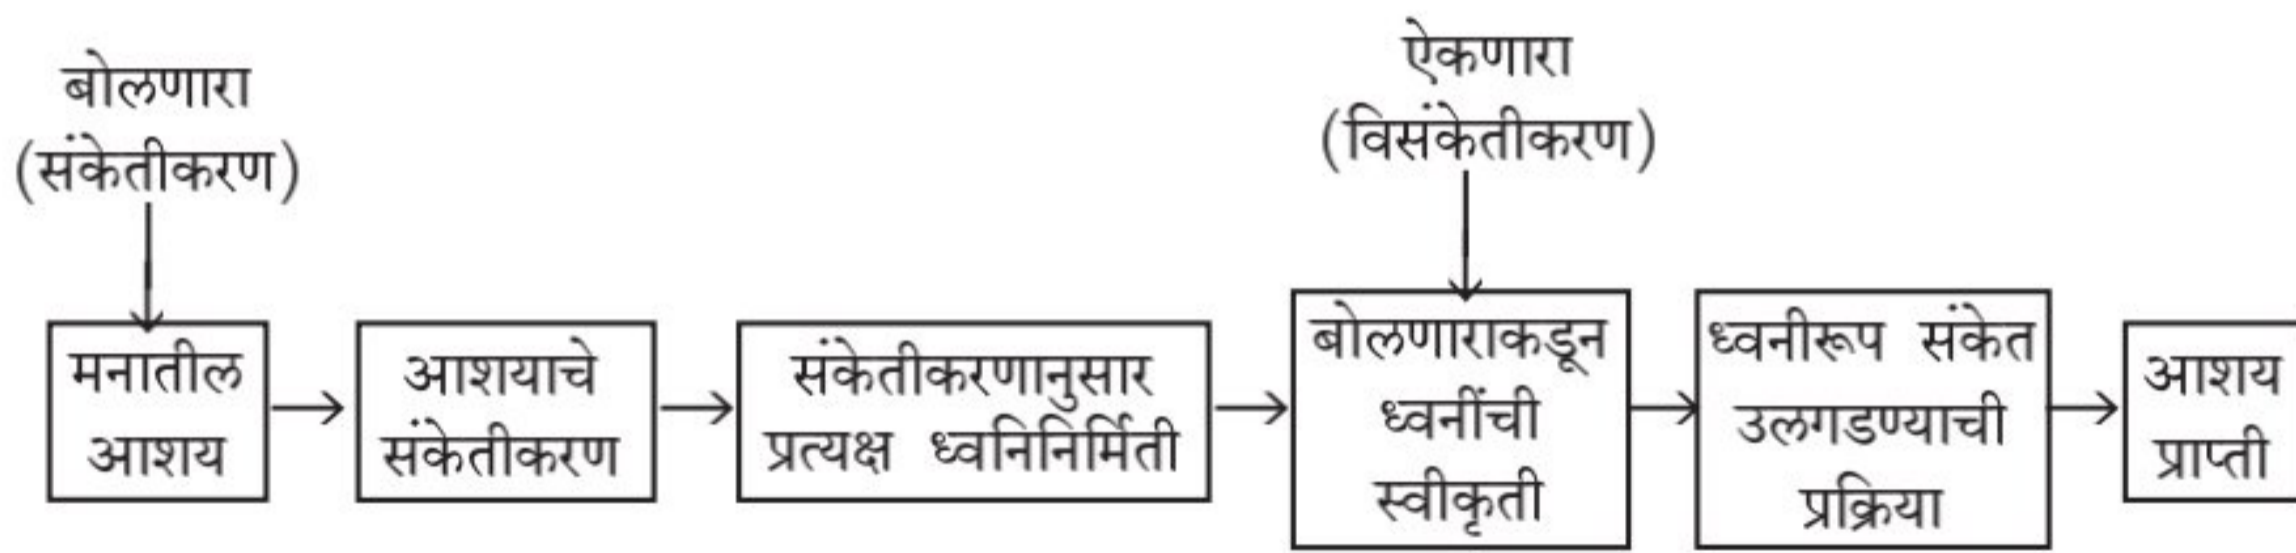 बोलणारा
(संकेतीकरण)
ऐकणारा
(विसंकेतीकरण)
मनातील
आशय
आशयाचे
संकेतीकरण
संकेतीकरणानुसार
प्रत्यक्ष ध्वनिनिर्मिती
बोलणाराकडून
ध्वनींची
स्वीकृती
ध्वनीरूप संकेत
उलगडण्याची
प्रक्रिया
आशय
प्राप्ती